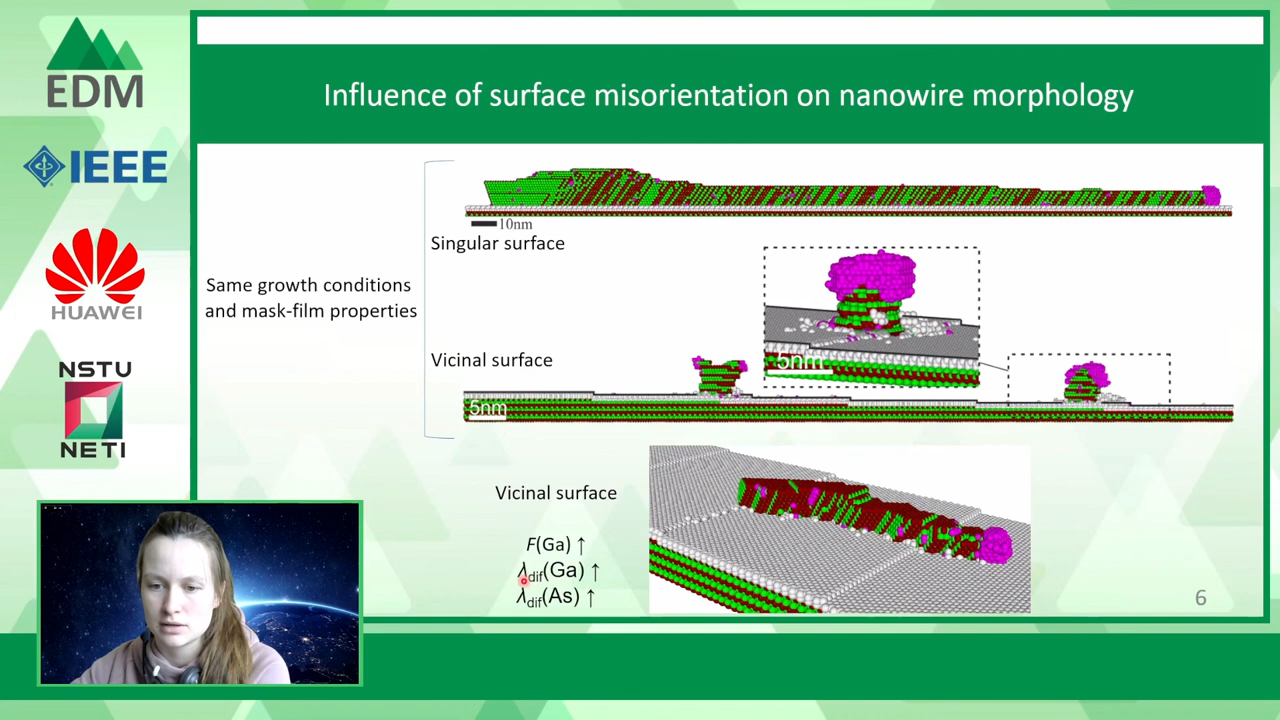 EDM
IEEE
HUAWEI
NSTU
NETI
Influence of surface misorientation on nanowire morphology
10nm
Singular surface
Same growth conditions
and mask-film properties
5nm
Vicinal surface
5nm
Vicinal surface
F(Ga) ↑
λdif(Ga) ↑
λdif(As) ↑
6